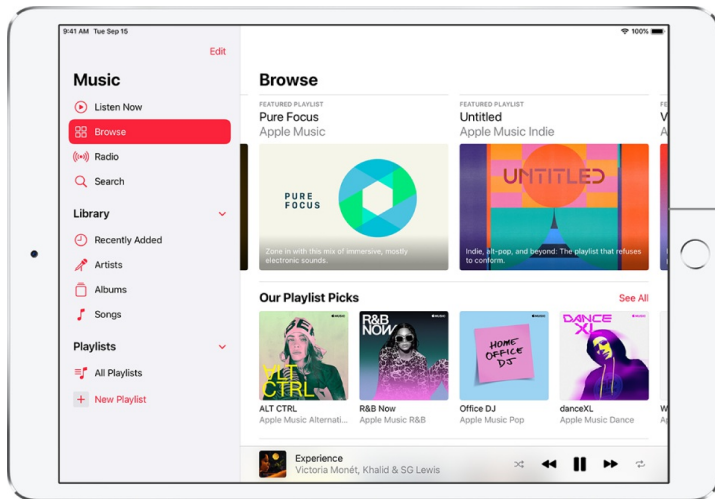 9:41 AM Tue Sep 15
100%
Edit
Music
Listen Now
Browse
Radio
Search
Library
Recently Added
Artists
Albums
Songs
Playlists
All Playlists
New Playlist
Browse
FEATURED PLAYLIST
Pure Focus
Apple Music
PURE
FOCUS
Zone in with this mix of immersive, mostly
electronic sounds.
FEATURED PLAYLIST
Untitled
Apple Music Indie
UNTITLED
Indie, alt-pop, and beyond: The playlist that refuses
to conform.
Our Playlist Picks
See All
MUSIC
ALT
CTRL
ALT CTRL
Apple Music Alternati...
MUSIC
R&B
NOW
R&B Now
Apple Music R&B
MUSIC
HOME
OFFICE
DJ
Office DJ
Apple Music Pop
MUSIC
DANCE
XL
danceXL
Apple Music Dance
Experience
Victoria Monét, Khalid & SG Lewis